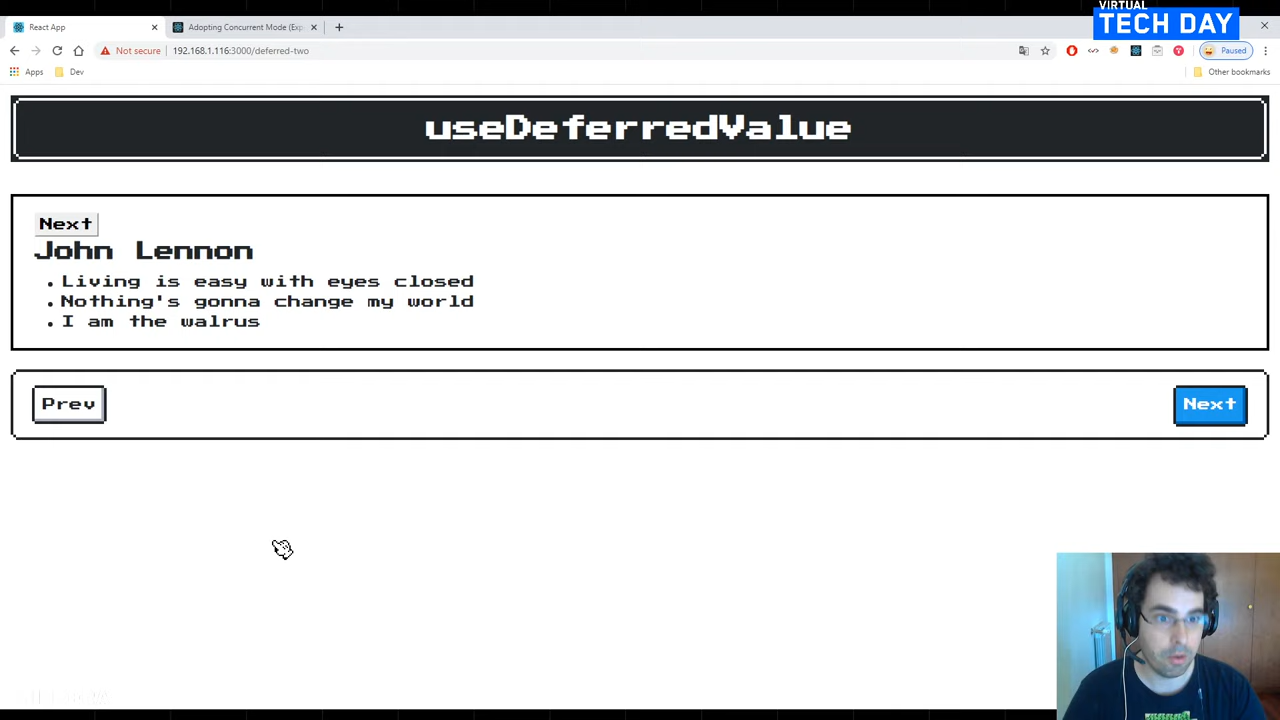 VIRTUAL
TECH DAY
React App
Adopting Concurrent Mode (Exp
Not secure
192.168.1.116:3000/deferred-two
Paused
Apps
Dev
Other bookmarks
useDeferredValue
Next
John Lennon
Living is easy with eyes closed
Nothing's gonna change my world
I am the walrus
Prev
Next